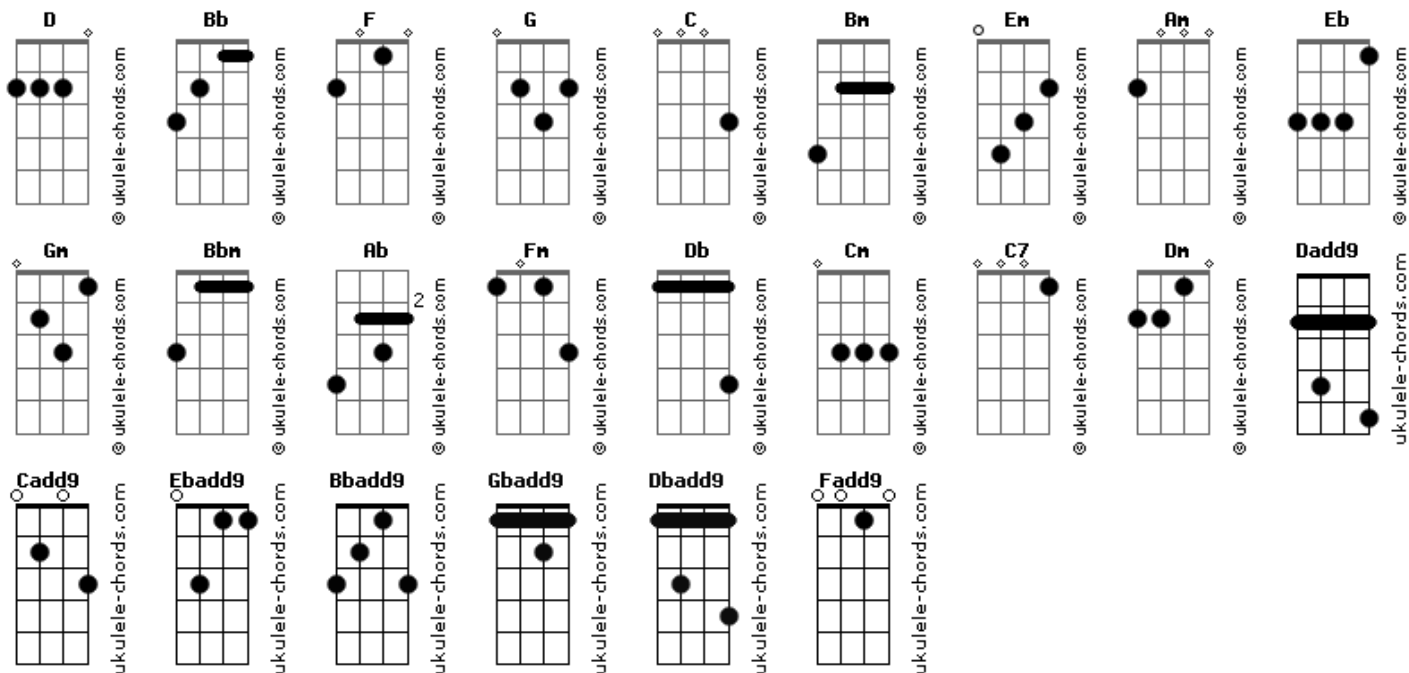 D Bb F G C Bm Em Am Eb
© ukulele-chords.com © ukulele-chords.com © ukulele-chords.com © ukulele-chords.com © ukulele-chords.com © ukulele-chords.com © ukulele-chords.com © ukulele-chords.com © ukulele-chords.com
Gm Bbm Ab Fm Db Cm C7 Dm Dadd9
2
© ukulele-chords.com © ukulele-chords.com © ukulele-chords.com © ukulele-chords.com © ukulele-chords.com © ukulele-chords.com © ukulele-chords.com © ukulele-chords.com ukulele-chords.com
Cadd9 Ebadd9 Bbadd9 Gbadd9 Dbadd9 Fadd9
ukulele-chords.com ukulele-chords.com ukulele-chords.com ukulele-chords.com ukulele-chords.com ukulele-chords.com